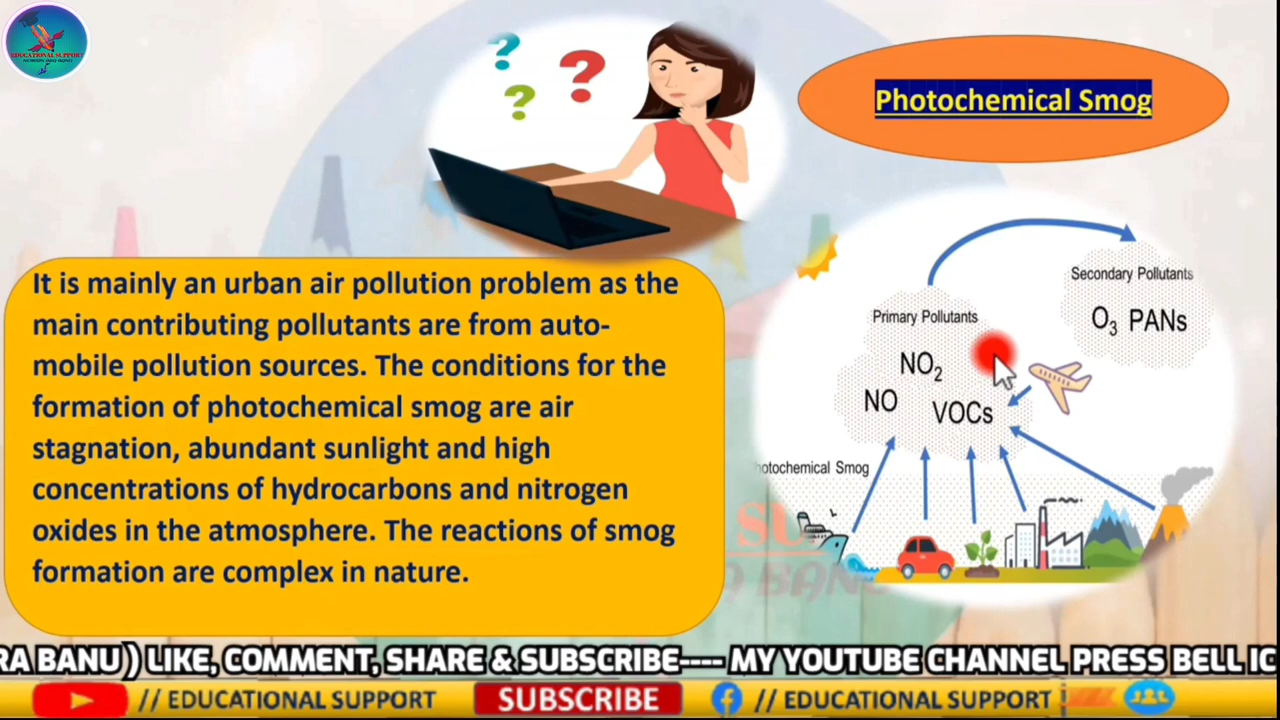 EDUCATIONAL SUPPORT
Photochemical Smog
? ? ?
It is mainly an urban air pollution problem as the
main contributing pollutants are from auto-
mobile pollution sources. The conditions for the
formation of photochemical smog are air
stagnation, abundant sunlight and high
concentrations of hydrocarbons and nitrogen
oxides in the atmosphere. The reactions of smog
formation are complex in nature.
Secondary Pollutants
O₃ PANs
Primary Pollutants
NO₂
NO
VOCs
hotochemical Smog
SU
A BANU
RA BANU) LIKE, COMMENT, SHARE & SUBSCRIBE---- MY YOUTUBE CHANNEL PRESS BELL IC
// EDUCATIONAL SUPPORT SUBSCRIBE // EDUCATIONAL SUPPORT